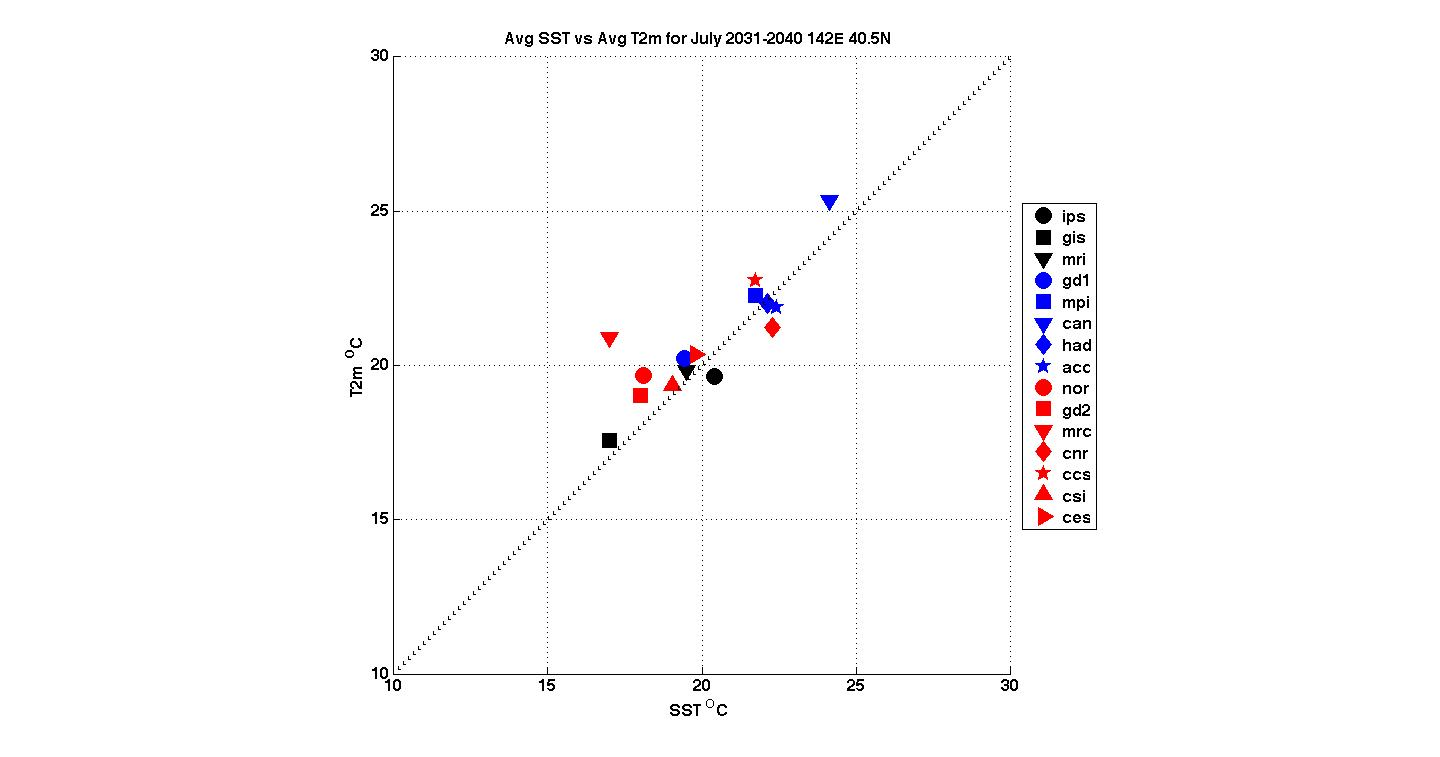 Avg SST vs Avg T2m for July 2031-2040 142E 40.5N
30
25
20
15
10
T2m °C
10 15 20 25 30
SST °C
ips
gis
mri
gd1
mpi
can
had
acc
nor
gd2
mrc
cnr
ccs
csi
ces